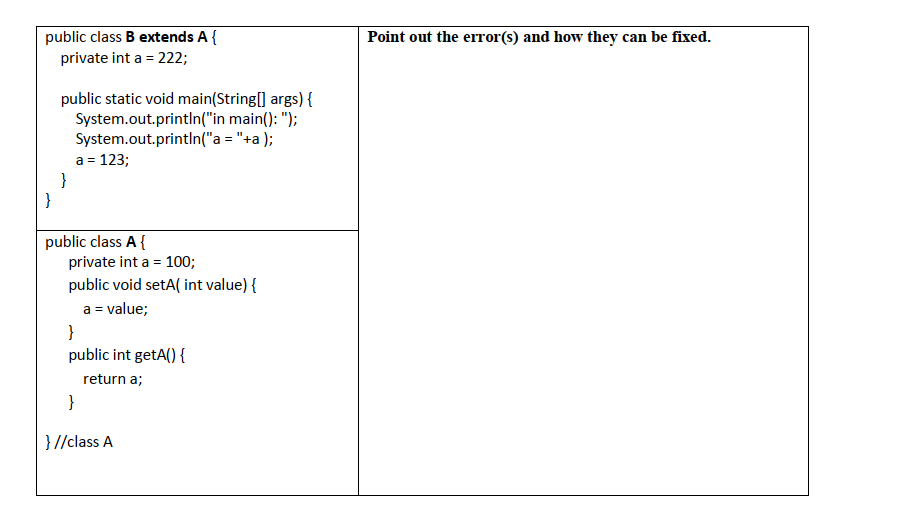 public class B extends A {
private int a = 222;
public static void main(String[] args) {
System.out.println("in main(): ");
System.out.println("a = "+a );
a = 123;
}
}
Point out the error(s) and how they can be fixed.
public class A {
private int a = 100;
public void setA( int value) {
a = value;
}
public int getA() {
return a;
}
} //class A